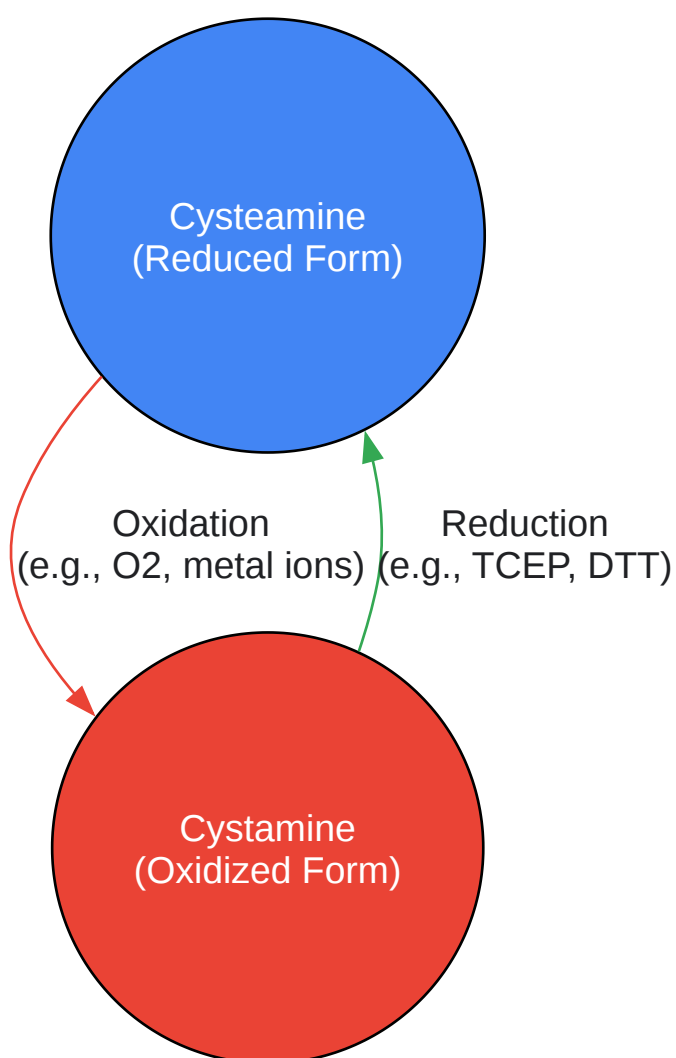 Cysteamine
(Reduced Form)
Oxidation
(e.g., O2, metal ions)
Reduction
(e.g., TCEP, DTT)
Cystamine
(Oxidized Form)